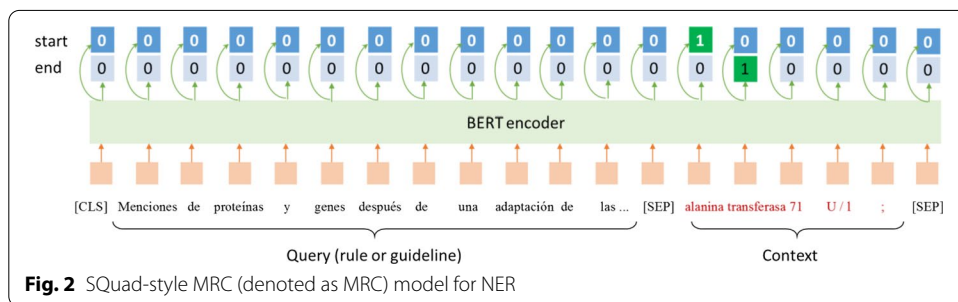 start 0 0 0 0 0 0 0 0 0 0 0 0 0 1 0 0 0 0 0
end 0 0 0 0 0 0 0 0 0 0 0 0 0 0 1 0 0 0 0
BERT encoder
[CLS] Menciones de proteínas y genes después de una adaptación de las ... [SEP] alanina transferasa 71 U / l ; [SEP]
Query (rule or guideline) Context
Fig. 2 SQuad-style MRC (denoted as MRC) model for NER